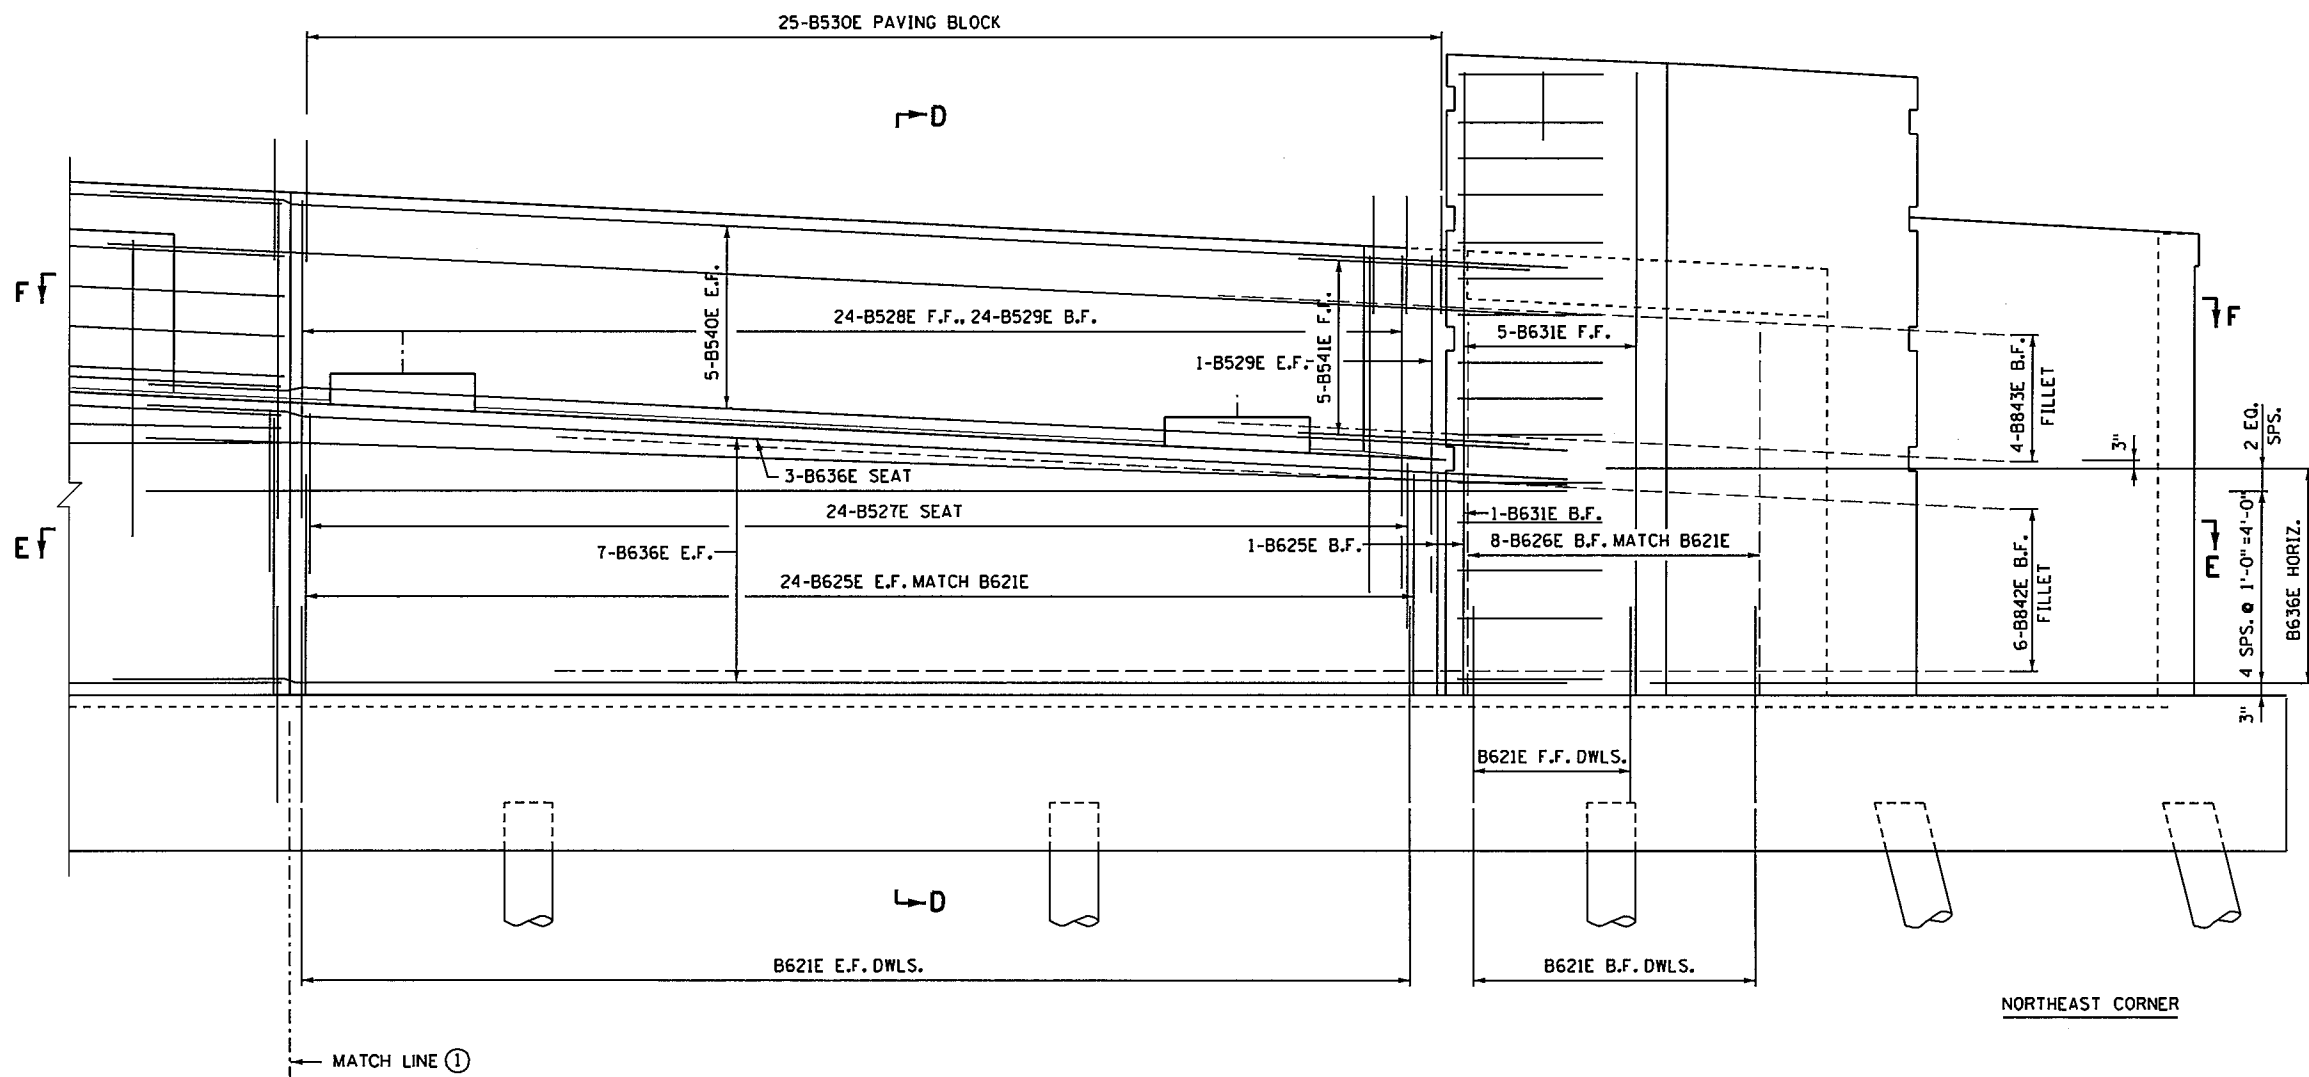 25-B530E PAVING BLOCK
D
F
F
5-B540E E.F.
24-B528E F.F., 24-B529E B.F.
5-B541E F.F.
5-B631E F.F.
1-B529E E.F.
4-B843E B.F.
FILLET
2 EQ.
SPS.
3"
3-B636E SEAT
24-B527E SEAT
1-B631E B.F.
E
E
7-B636E E.F.
1-B625E B.F.
8-B626E B.F. MATCH B621E
24-B625E E.F. MATCH B621E
6-B842E B.F.
FILLET
4 SPS. @ 1'-0"=4'-0"
B636E HORIZ.
3"
B621E F.F. DWLS.
D
B621E E.F. DWLS.
B621E B.F. DWLS.
NORTHEAST CORNER
MATCH LINE 1